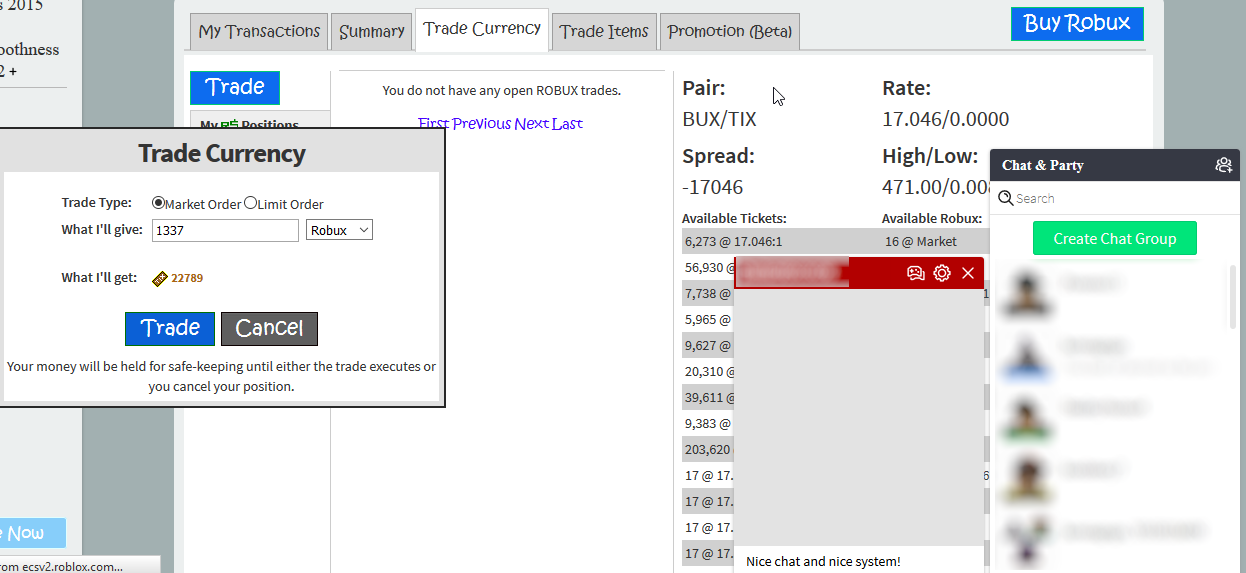 s 2015
oothness
2 +
My Transactions
Summary
Trade Currency
Trade Items
Promotion (Beta)
Buy Robux
Trade
My R$ Positions
You do not have any open ROBUX trades.
First Previous Next Last
Pair:
BUX/TIX
Rate:
17.046/0.0000
Spread:
-17046
High/Low:
471.00/0.00
Available Tickets:
Available Robux:
6,273 @ 17.046:1
16 @ Market
56,930 @
7,738 @
5,965 @
9,627 @
20,310 @
39,611 @
9,383 @
203,620
17 @ 17.
17 @ 17.
17 @ 17.
17 @ 17.
Trade Currency
Trade Type:
Market Order
Limit Order
What I'll give:
1337
Robux
What I'll get:
22789
Trade
Cancel
Your money will be held for safe-keeping until either the trade executes or
you cancel your position.
Chat & Party
Search
Create Chat Group
Nice chat and nice system!
e Now
rom ecsv2.roblox.com...